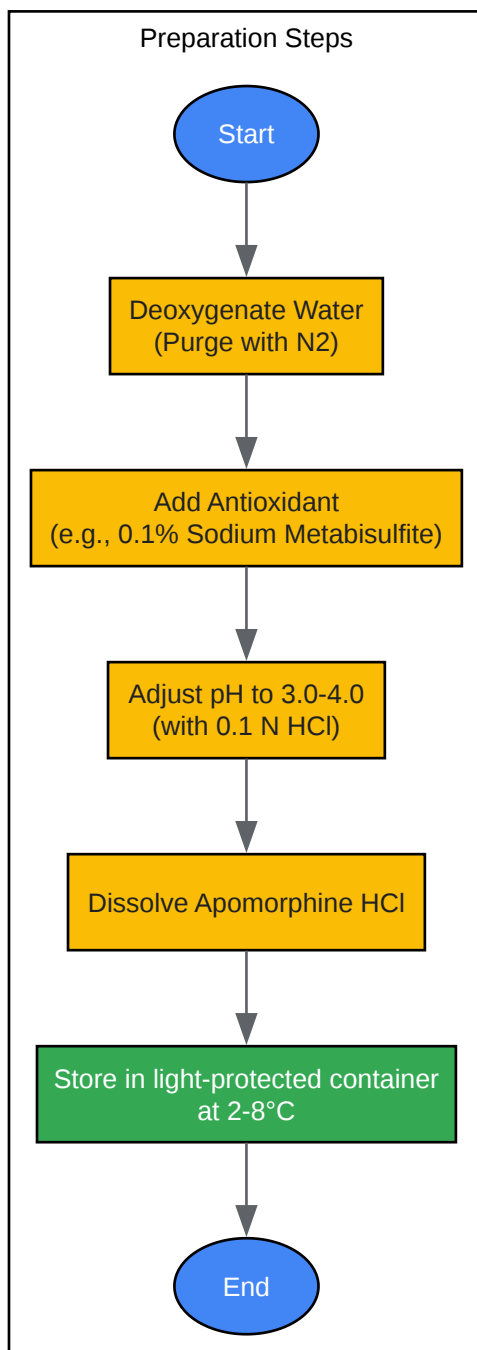 Preparation Steps
Start
Deoxygenate Water
(Purge with N2)
Add Antioxidant
(e.g., 0.1% Sodium Metabisulfite)
Adjust pH to 3.0-4.0
(with 0.1 N HCl)
Dissolve Apomorphine HCl
Store in light-protected container
at 2-8°C
End